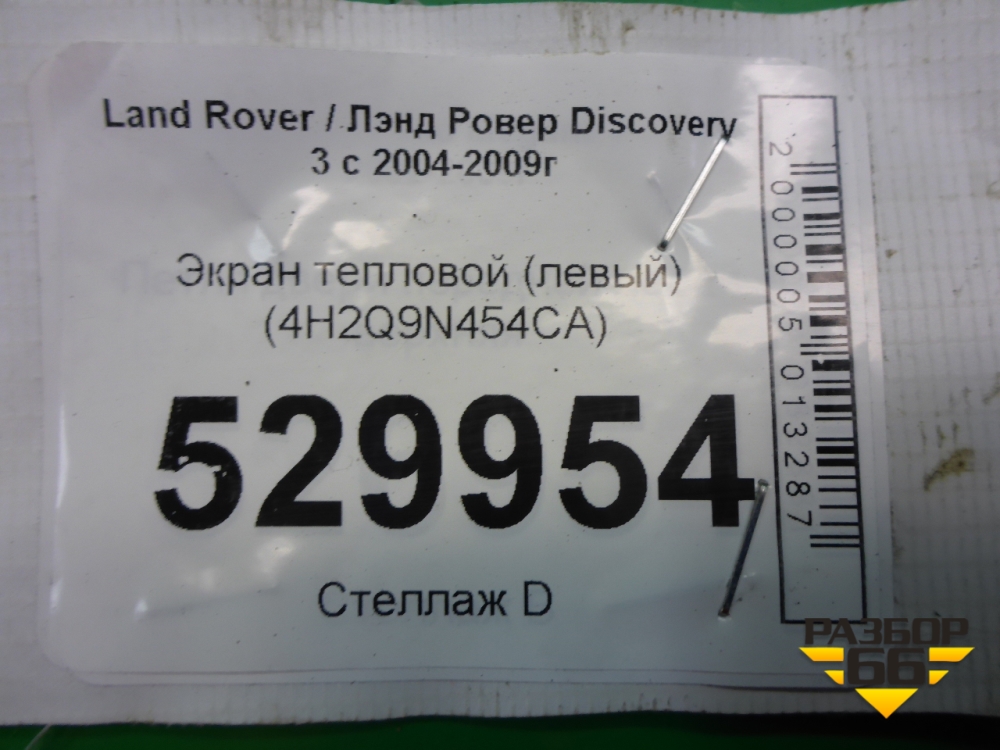 Land Rover / Лэнд Ровер Discovery
3 с 2004-2009г
Экран тепловой (левый)
(4H2Q9N454CA)
529954
Стеллаж D
2000005013287
РАЗБОР
66